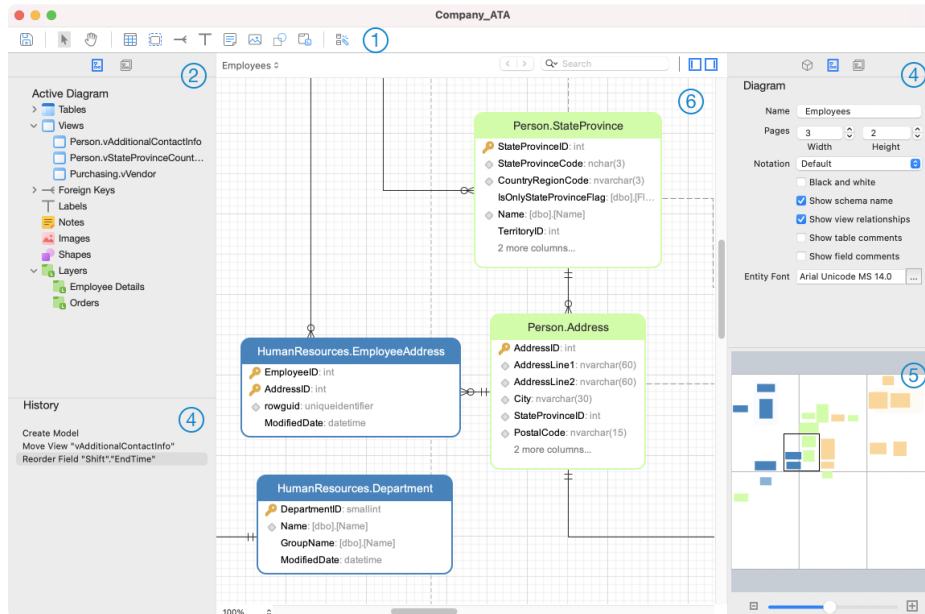 Company_ATA
1
2
Active Diagram
Tables
Views
Person.vAdditionalContactInfo
Person.vStateProvinceCount...
Purchasing.vVendor
Foreign Keys
Labels
Notes
Images
Shapes
Layers
Employee Details
Orders
History
4
Create Model
Move View "vAdditionalContactInfo"
Reorder Field "Shift"."EndTime"
Employees
Search
6
Person.StateProvince
StateProvinceID: int
StateProvinceCode: nchar(3)
CountryRegionCode: nvarchar(3)
IsOnlyStateProvinceFlag: [dbo].[Fl...
Name: [dbo].[Name]
TerritoryID: int
2 more columns...
HumanResources.EmployeeAddress
EmployeeID: int
AddressID: int
rowguid: uniqueidentifier
ModifiedDate: datetime
Person.Address
AddressID: int
AddressLine1: nvarchar(60)
AddressLine2: nvarchar(60)
City: nvarchar(30)
StateProvinceID: int
PostalCode: nvarchar(15)
2 more columns...
HumanResources.Department
DepartmentID: smallint
Name: [dbo].[Name]
GroupName: [dbo].[Name]
ModifiedDate: datetime
100%
4
Diagram
Name Employees
Pages 3 2
Width Height
Notation Default
Black and white
Show schema name
Show view relationships
Show table comments
Show field comments
Entity Font Arial Unicode MS 14.0 ...
5